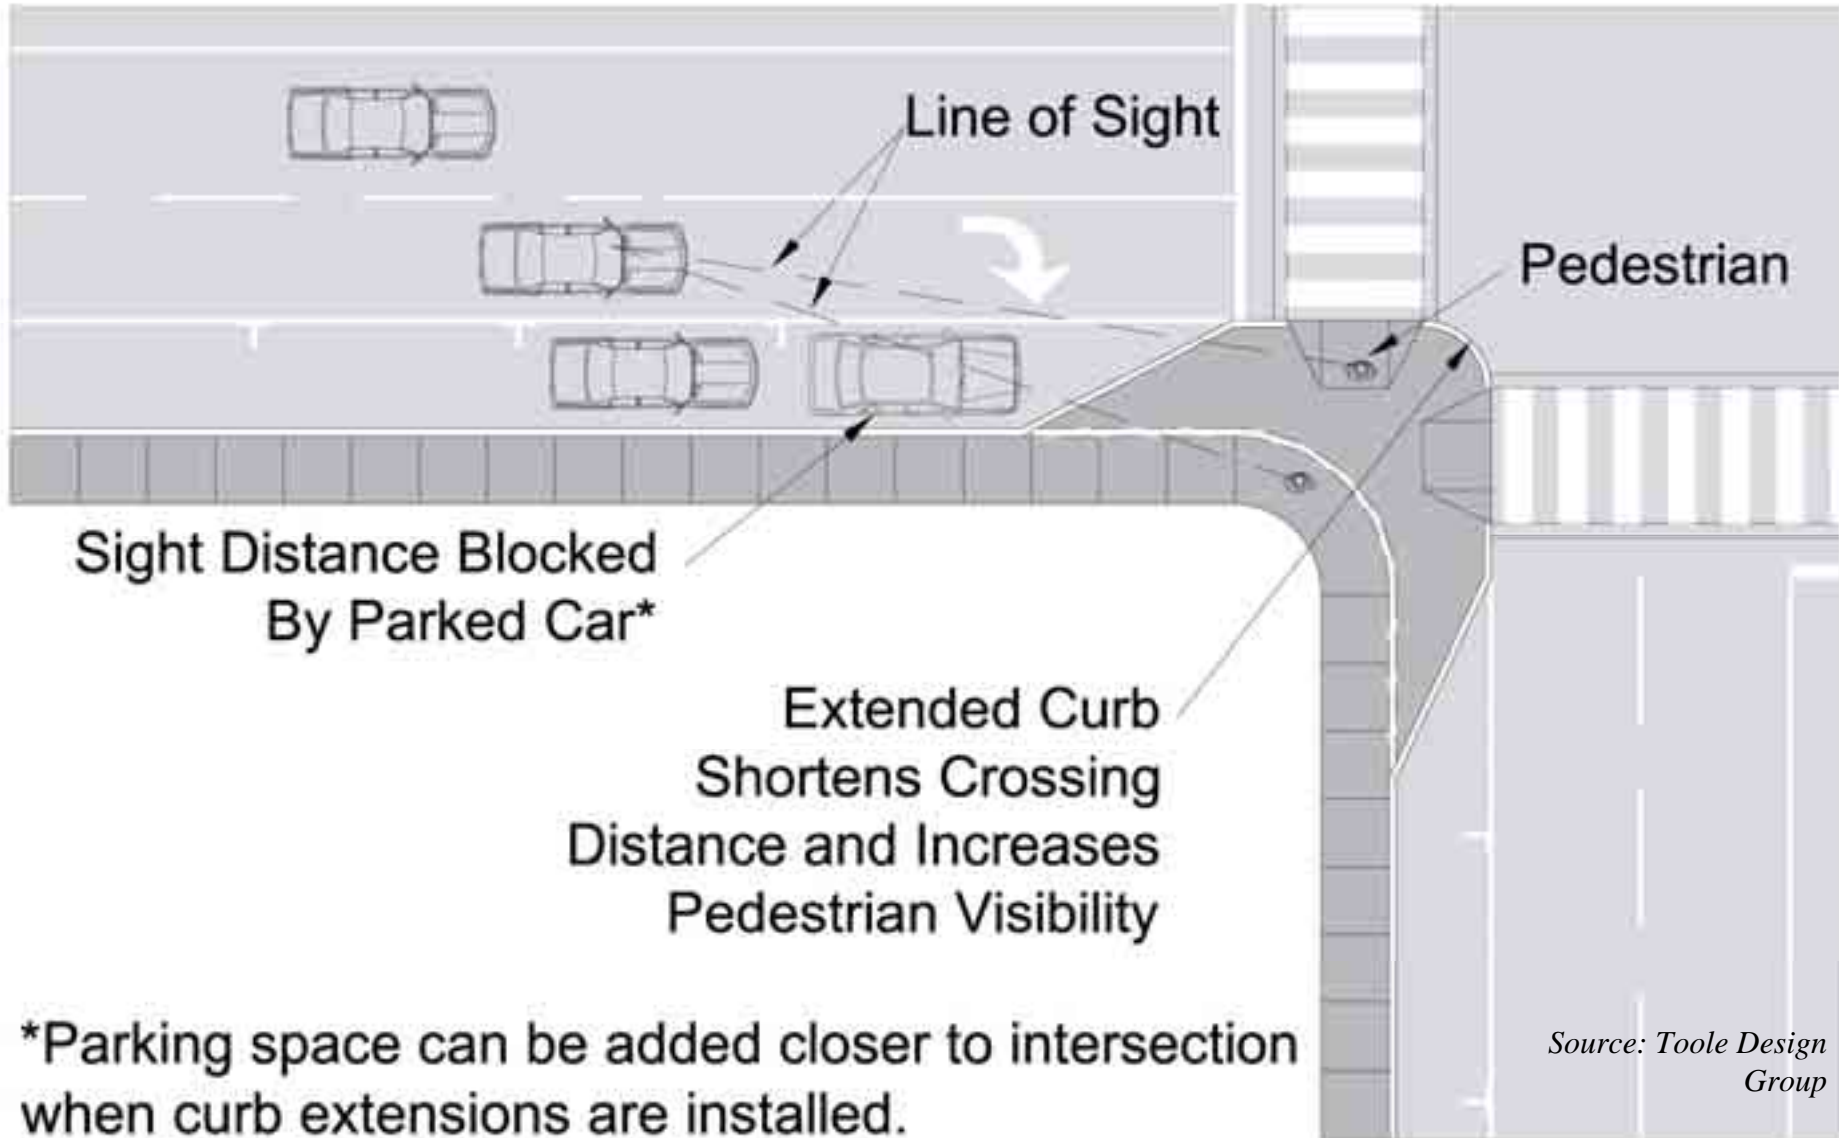 Line of Sight
Pedestrian
Sight Distance Blocked
By Parked Car*
Extended Curb
Shortens Crossing
Distance and Increases
Pedestrian Visibility
*Parking space can be added closer to intersection
when curb extensions are installed.
Source: Toole Design
Group